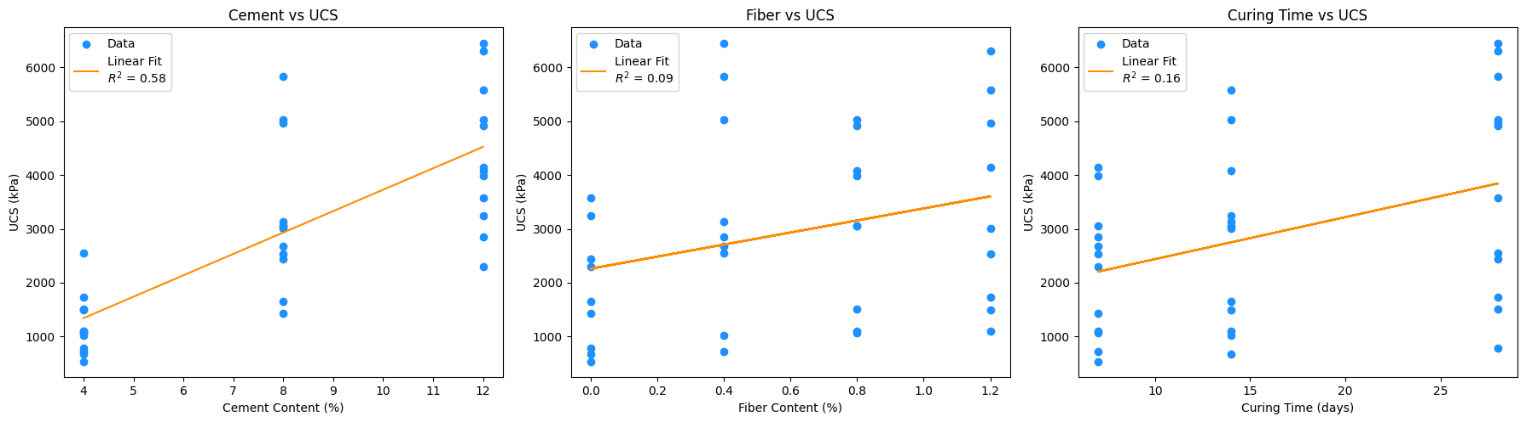 Cement vs UCS
Data
Linear Fit
R² = 0.58
UCS (kPa)
6000
5000
4000
3000
2000
1000
4 5 6 7 8 9 10 11 12
Cement Content (%)
Fiber vs UCS
Data
Linear Fit
R² = 0.09
UCS (kPa)
6000
5000
4000
3000
2000
1000
0.0 0.2 0.4 0.6 0.8 1.0 1.2
Fiber Content (%)
Curing Time vs UCS
Data
Linear Fit
R² = 0.16
UCS (kPa)
6000
5000
4000
3000
2000
1000
10 15 20 25
Curing Time (days)